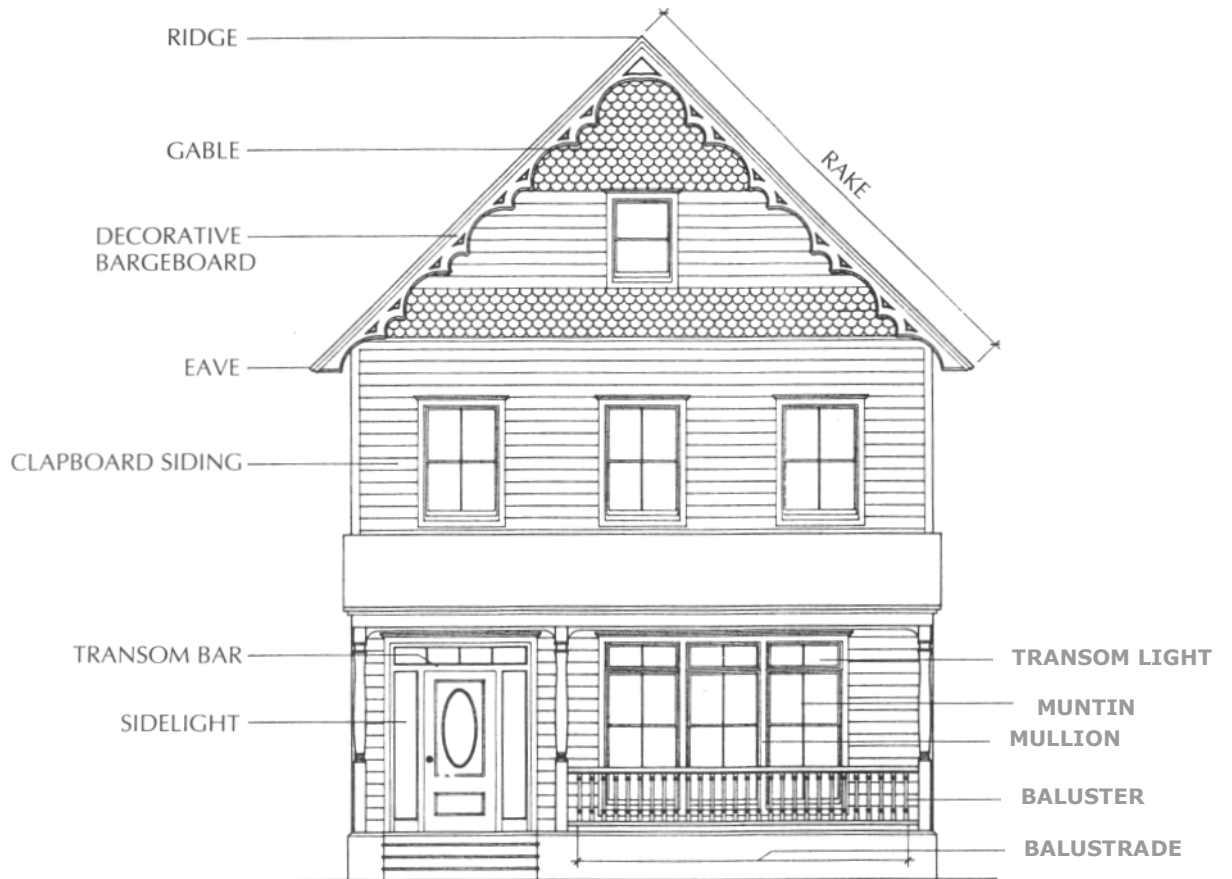 RIDGE
GABLE
RAKE
DECORATIVE
BARGEBOARD
EAVE
CLAPBOARD SIDING
TRANSOM BAR
TRANSOM LIGHT
MUNTIN
SIDELIGHT
MULLION
BALUSTER
BALUSTRADE